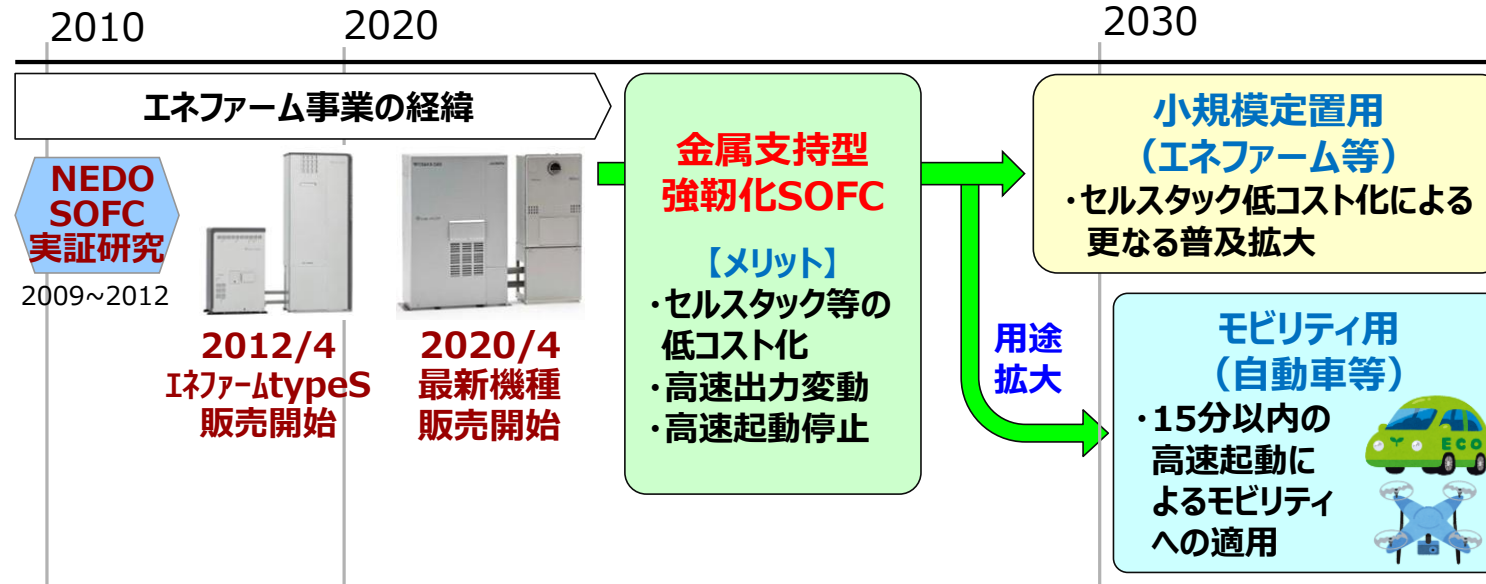 2010
2020
2030
エネファーム事業の経緯
NEDO
SOFC
実証研究
2009~2012
2012/4
エネファームtypeS
販売開始
2020/4
最新機種
販売開始
金属支持型
強靭化SOFC
【メリット】
・セルスタック等の
低コスト化
・高速出力変動
・高速起動停止
用途
拡大
小規模定置用
（エネファーム等）
・セルスタック低コスト化による
更なる普及拡大
モビリティ用
（自動車等）
・15分以内の
高速起動に
よるモビリティ
への適用
ECO